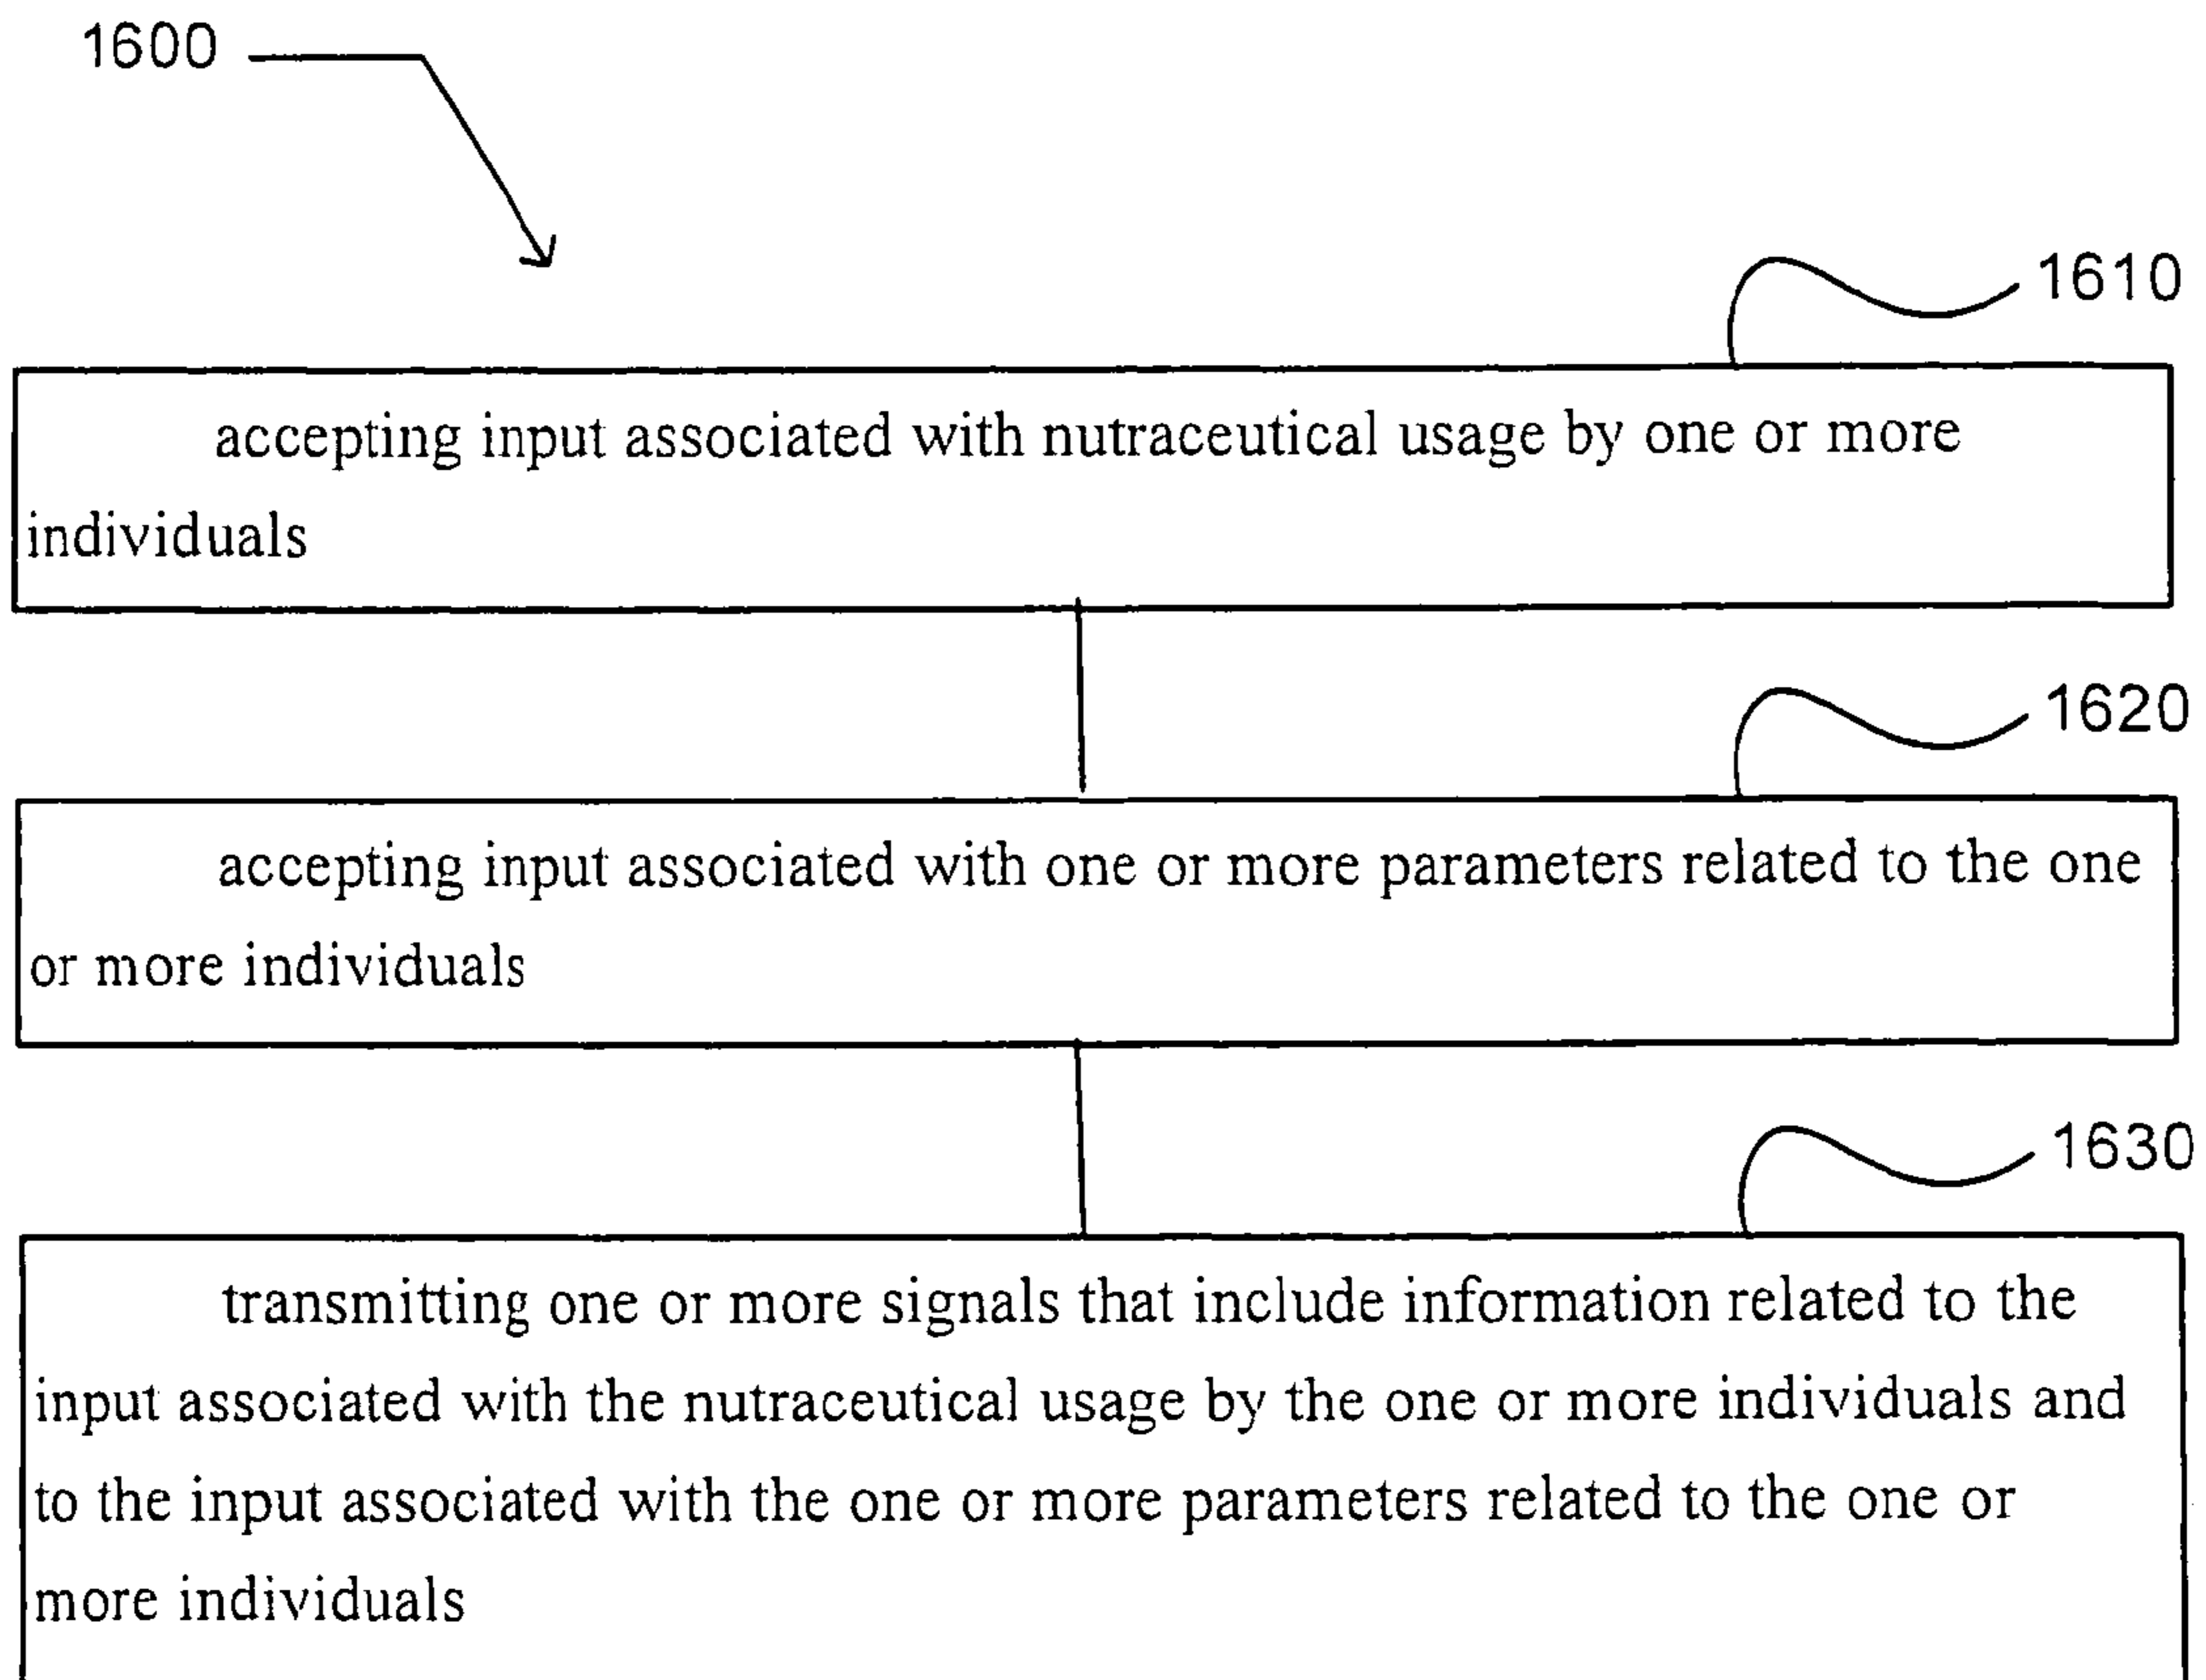 1600
1610
accepting input associated with nutraceutical usage by one or more
individuals
1620
accepting input associated with one or more parameters related to the one
or more individuals
1630
transmitting one or more signals that include information related to the
input associated with the nutraceutical usage by the one or more individuals and
to the input associated with the one or more parameters related to the one or
more individuals